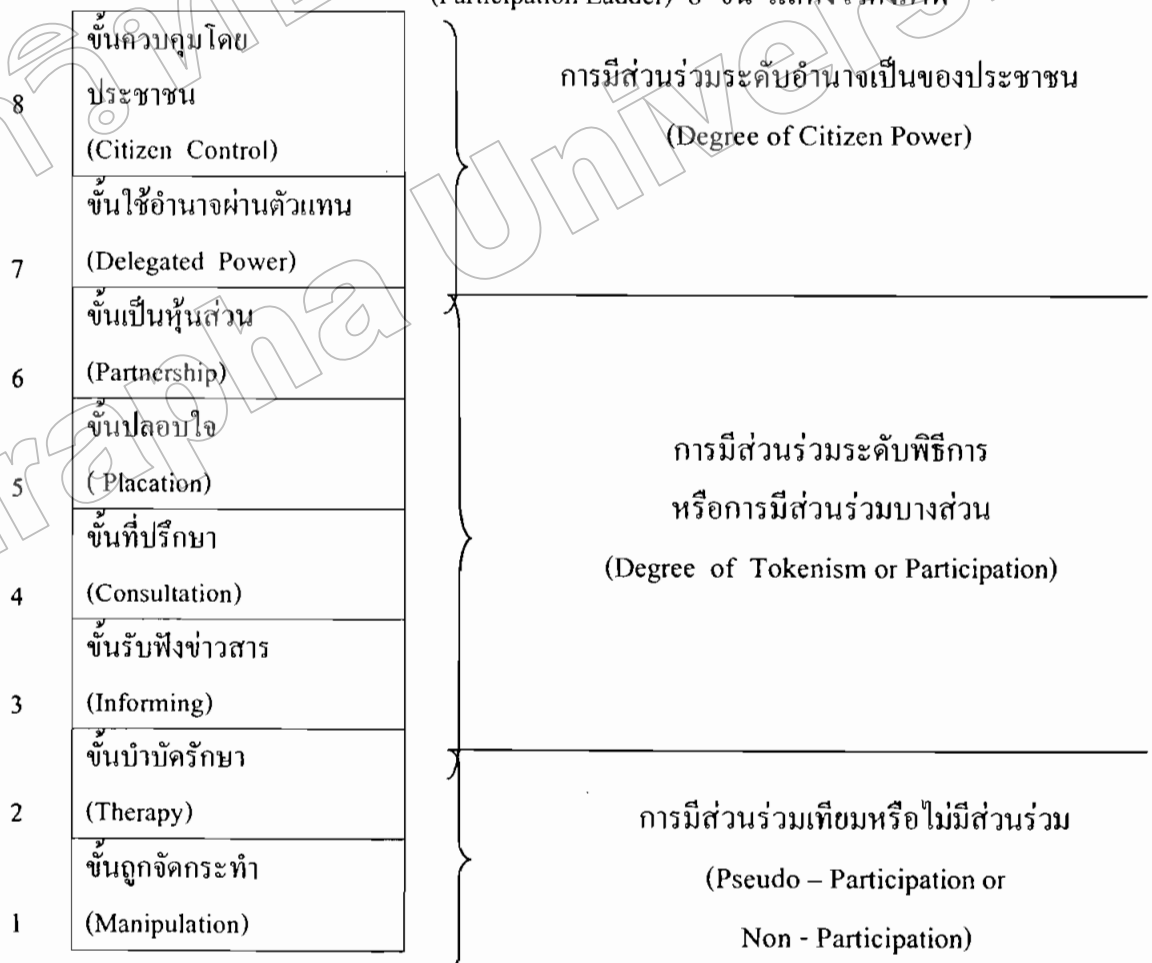 (Participation Ladder) 8 ขั้น
ขั้นควบคุมโดย
8 ประชาชน
(Citizen Control)
การมีส่วนร่วมระดับอำนาจเป็นของประชาชน
(Degree of Citizen Power)
ขั้นใช้อำนาจผ่านตัวแทน
7 (Delegated Power)
ขั้นเป็นหุ้นส่วน
6 (Partnership)
ขั้นปลอบใจ
5 ( Placation)
ขั้นที่ปรึกษา
4 (Consultation)
ขั้นรับฟังข่าวสาร
3 (Informing)
การมีส่วนร่วมระดับพิธีการ
หรือการมีส่วนร่วมบางส่วน
(Degree of Tokenism or Participation)
ขั้นบำบัดรักษา
2 (Therapy)
ขั้นถูกจัดกระทำ
1 (Manipulation)
การมีส่วนร่วมเทียมหรือไม่มีส่วนร่วม
(Pseudo – Participation or
Non - Participation)